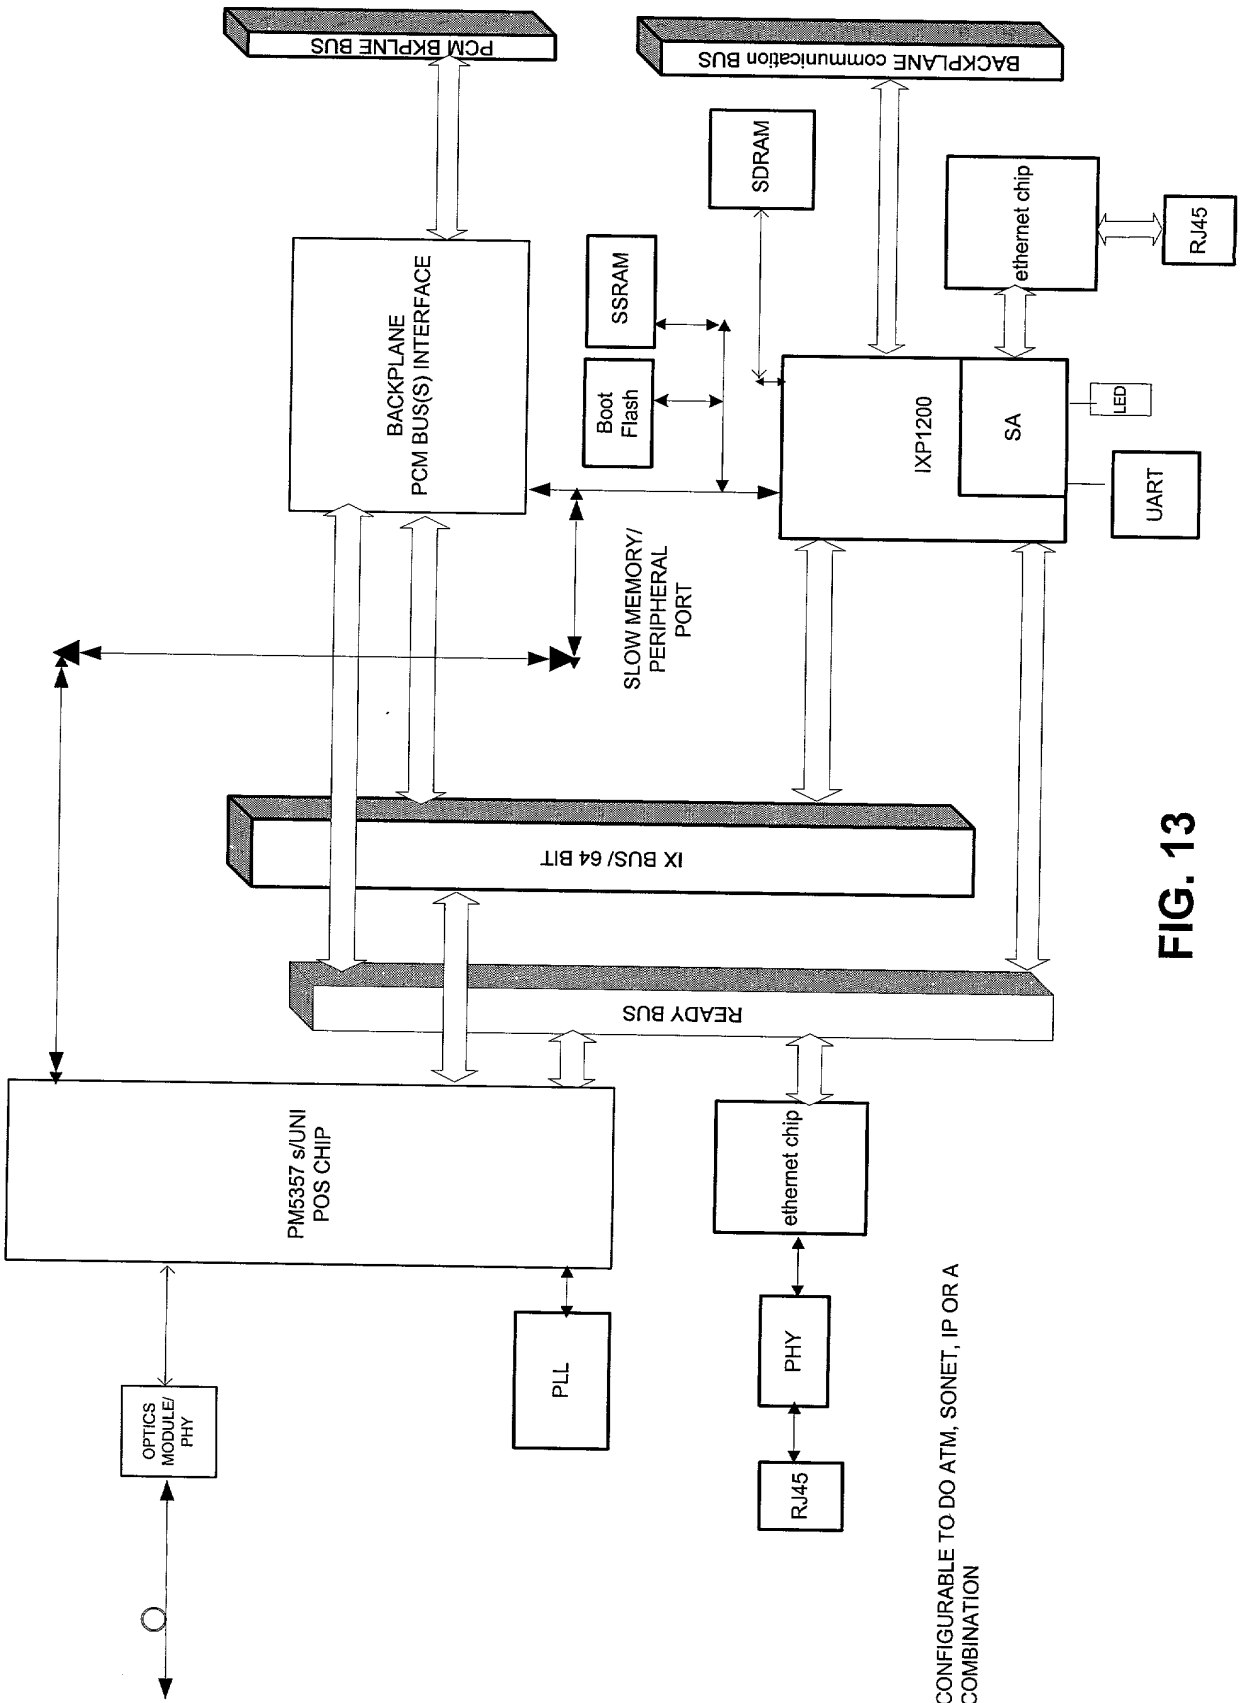 OPTICS
MODULE/
PHY
PM5357 s/UNI
POS CHIP
PLL
READY BUS
IX BUS/ 64 BIT
BACKPLANE
PCM BUS(S) INTERFACE
PCM BKPLNE BUS
SLOW MEMORY/
PERIPHERAL
PORT
Boot
Flash
SSRAM
SDRAM
BACKPLANE communication BUS
RJ45
PHY
ethernet chip
IXP1200
SA
ethernet chip
RJ45
UART
LED
CONFIGURABLE TO DO ATM, SONET, IP OR A
COMBINATION
FIG. 13